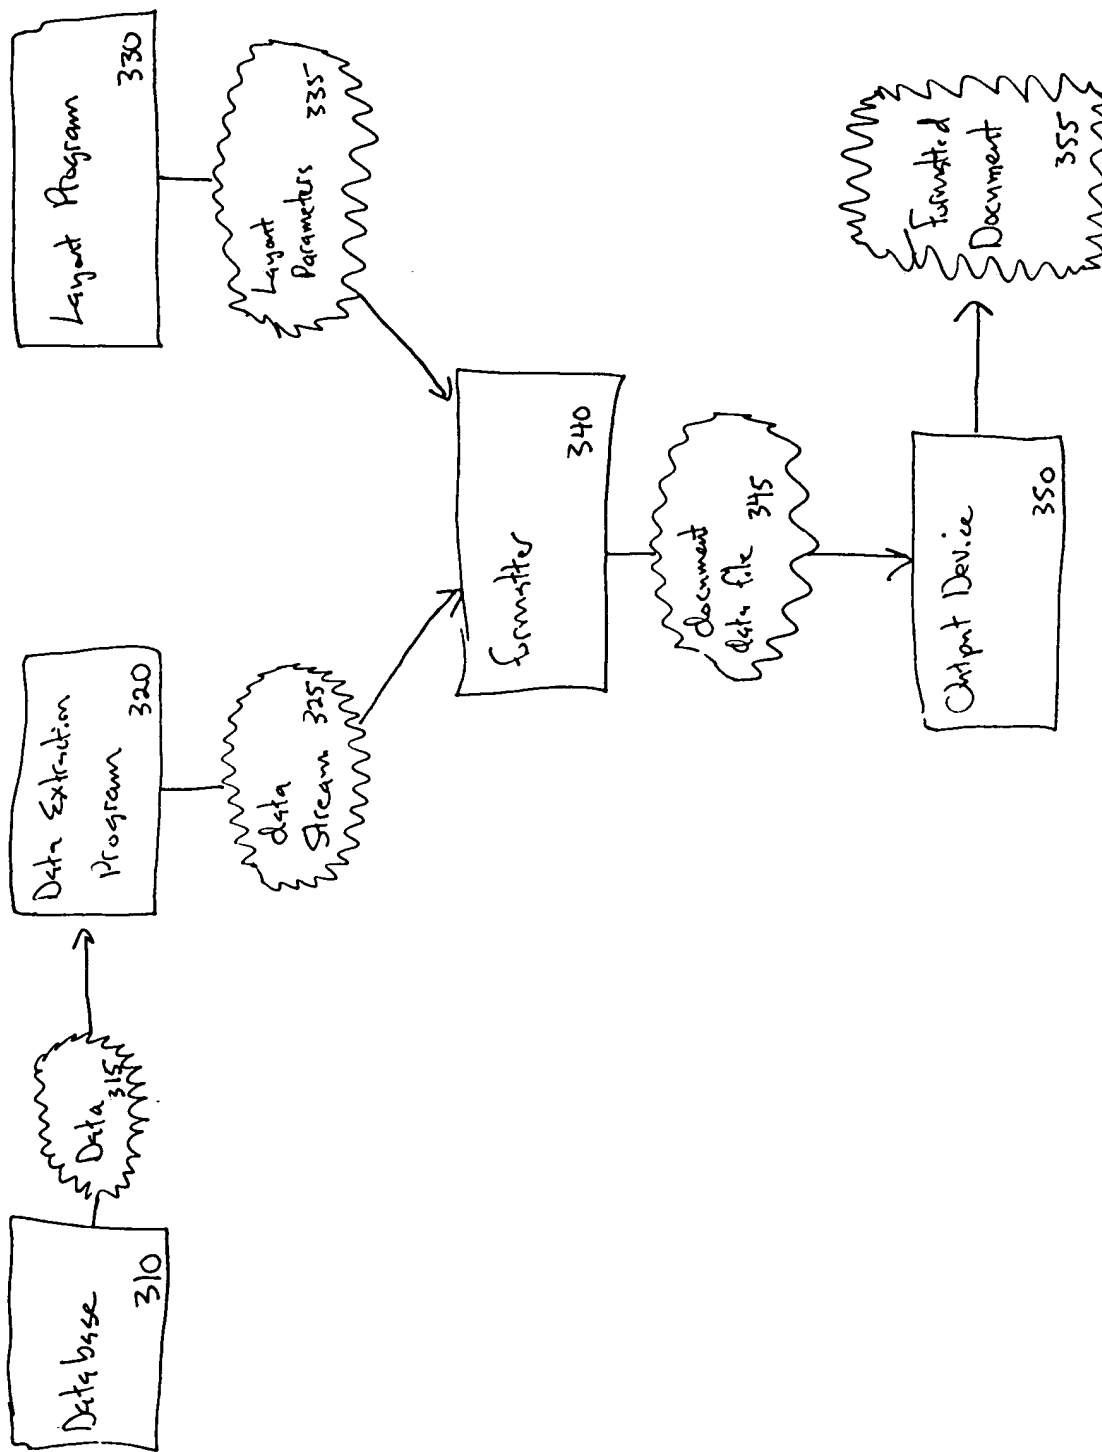 Database
310
Data
315
Data Extraction
Program
320
data
Stream 325
Layout Program
330
Layout
Parameters
335
formatter
340
document
data file 345
Output Device
350
Formatted
Document
355